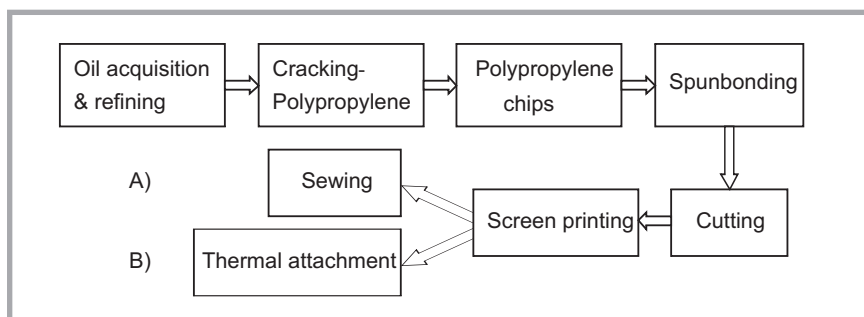 Oil acquisition
& refining
Cracking-
Polypropylene
Polypropylene
chips
Spunbonding
A)
Sewing
Screen printing
Cutting
B)
Thermal attachment